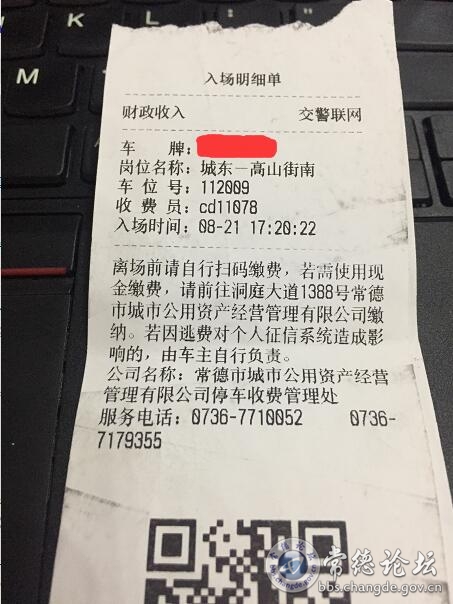 M
入场明细单
财政收入 交警联网
车 牌:
岗位名称: 城东－高山街南
车 位 号: 112009
收 费 员: cd11078
入场时间: 08-21 17:20:22
离场前请自行扫码缴费，若需使用现
金缴费，请前往洞庭大道1388号常德
市城市公用资产经营管理有限公司缴
纳。若因逃费对个人征信系统造成影
响的，由车主自行负责。
公司名称: 常德市城市公用资产经营
管理有限公司停车收费管理处
服务电话: 0736-7710052 0736-
7179355
常德论坛
bbs.changde.gov.cn